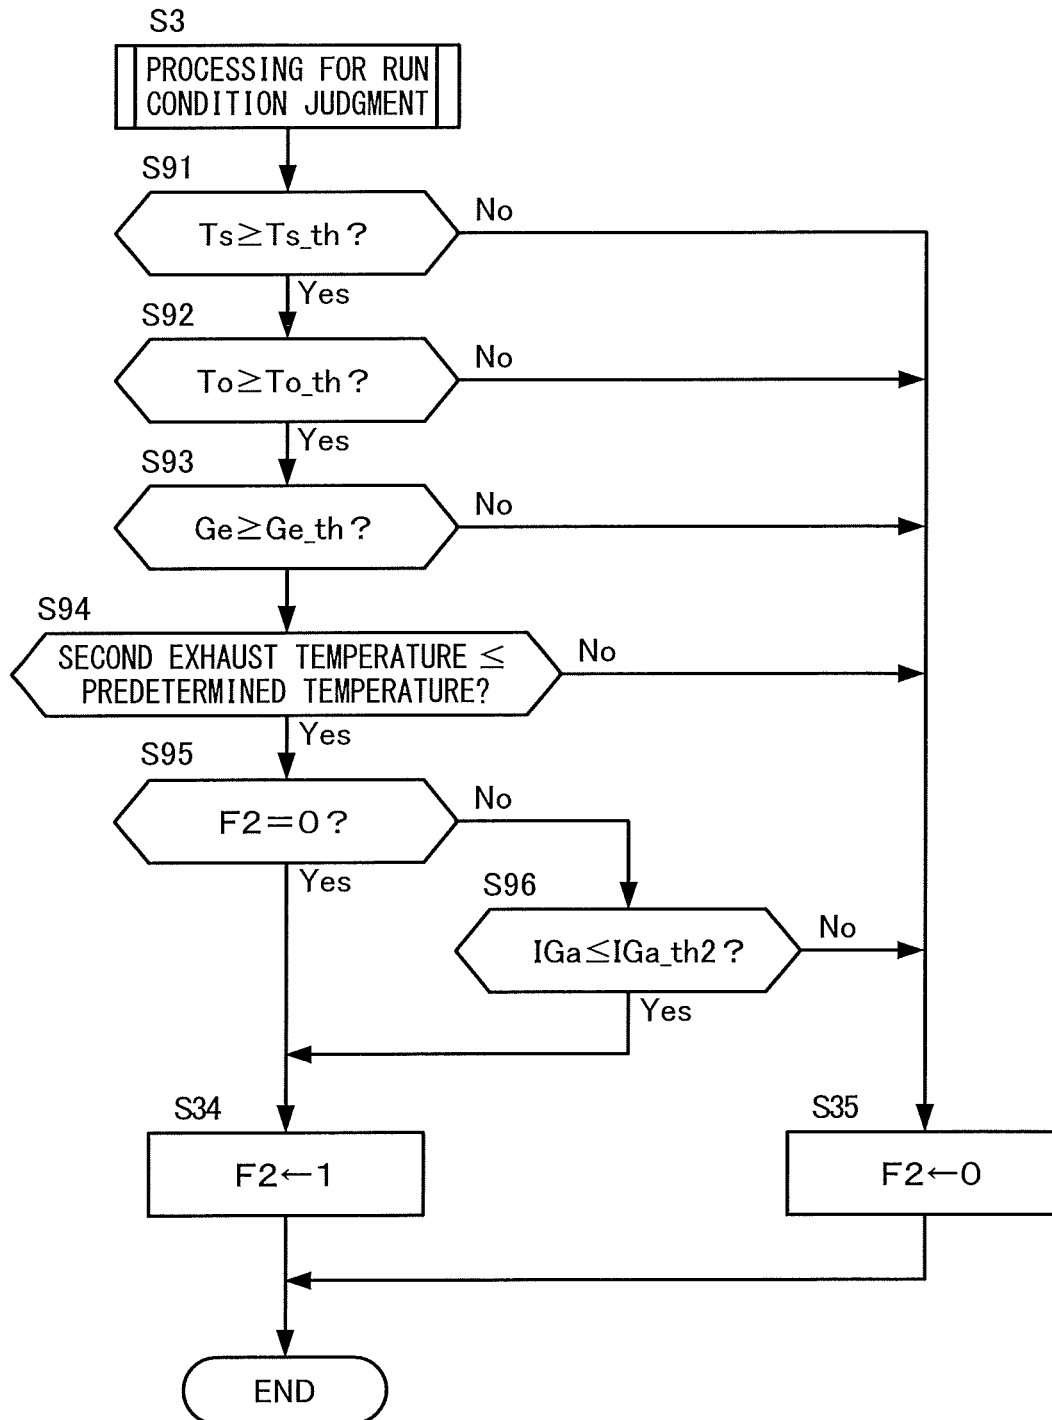 S3
PROCESSING FOR RUN
CONDITION JUDGMENT
S91
Ts≥Ts_th?
No
Yes
S92
To≥To_th?
No
Yes
S93
Ge≥Ge_th?
No
S94
SECOND EXHAUST TEMPERATURE ≤
PREDETERMINED TEMPERATURE?
No
Yes
S95
F2=0?
No
Yes
S96
IGa≤IGa_th2?
No
Yes
S34
F2←1
S35
F2←0
END